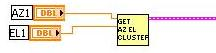 AZ1 DBL
EL1 DBL
GET
AZ EL
CLUSTER